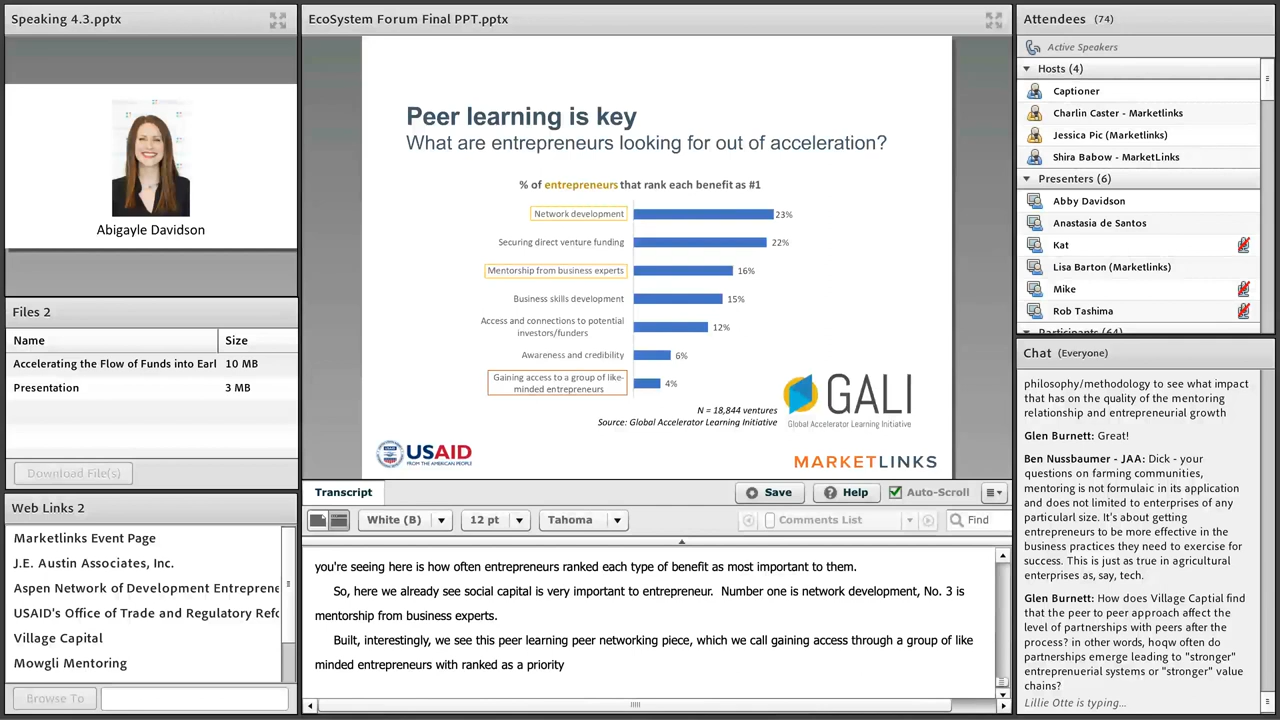 Speaking 4.3.pptx
Abigayle Davidson
Files 2
Name Size
Accelerating the Flow of Funds into Earl 10 MB
Presentation 3 MB
Download File(s)
Web Links 2
Marketlinks Event Page
J.E. Austin Associates, Inc.
Aspen Network of Development Entreprene
USAID's Office of Trade and Regulatory Refo
Village Capital
Mowgli Mentoring
Browse To
EcoSystem Forum Final PPT.pptx
Peer learning is key
What are entrepreneurs looking for out of acceleration?
% of entrepreneurs that rank each benefit as #1
Network development 23%
Securing direct venture funding 22%
Mentorship from business experts 16%
Business skills development 15%
Access and connections to potential
investors/funders 12%
Awareness and credibility 6%
Gaining access to a group of like-
minded entrepreneurs 4%
N = 18,844 ventures
Source: Global Accelerator Learning Initiative
GALI
Global Accelerator Learning Initiative
USAID
FROM THE AMERICAN PEOPLE
MARKETLINKS
Transcript Save Help Auto-Scroll
White (B) 12 pt Tahoma Comments List Find
you're seeing here is how often entrepreneurs ranked each type of benefit as most important to them.
So, here we already see social capital is very important to entrepreneur. Number one is network development, No. 3 is
mentorship from business experts.
Built, interestingly, we see this peer learning peer networking piece, which we call gaining access through a group of like
minded entrepreneurs with ranked as a priority
Attendees (74)
Active Speakers
Hosts (4)
Captioner
Charlin Caster - Marketlinks
Jessica Pic (Marketlinks)
Shira Babow - MarketLinks
Presenters (6)
Abby Davidson
Anastasia de Santos
Kat
Lisa Barton (Marketlinks)
Mike
Rob Tashima
Participants (64)
Chat (Everyone)
philosophy/methodology to see what impact
that has on the quality of the mentoring
relationship and entrepreneurial growth
Glen Burnett: Great!
Ben Nussbaumer - JAA: Dick - your
questions on farming communities,
mentoring is not formulaic in its application
and does not limited to enterprises of any
particularl size. It's about getting
entrepreneurs to be more effective in the
business practices they need to exercise for
success. This is just as true in agricultural
enterprises as, say, tech.
Glen Burnett: How does Village Captial find
that the peer to peer approach affect the
level of partnerships with peers after the
process? in other words, hoqw often do
partnerships emerge leading to "stronger"
entreprenuerial systems or "stronger" value
chains?
Lillie Otte is typing...